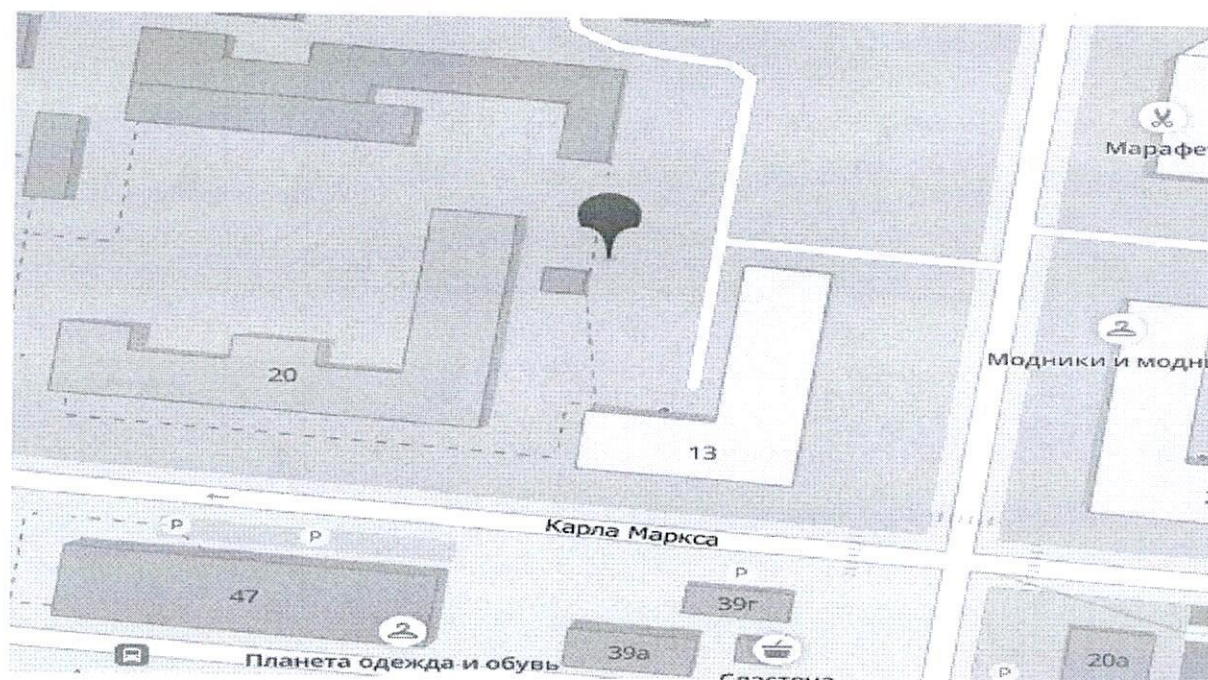 Марафе
Модники и модн
20
13
Карла Маркса
P
P
P
47
39г
39а
20а
P
Планета одежда и обувь